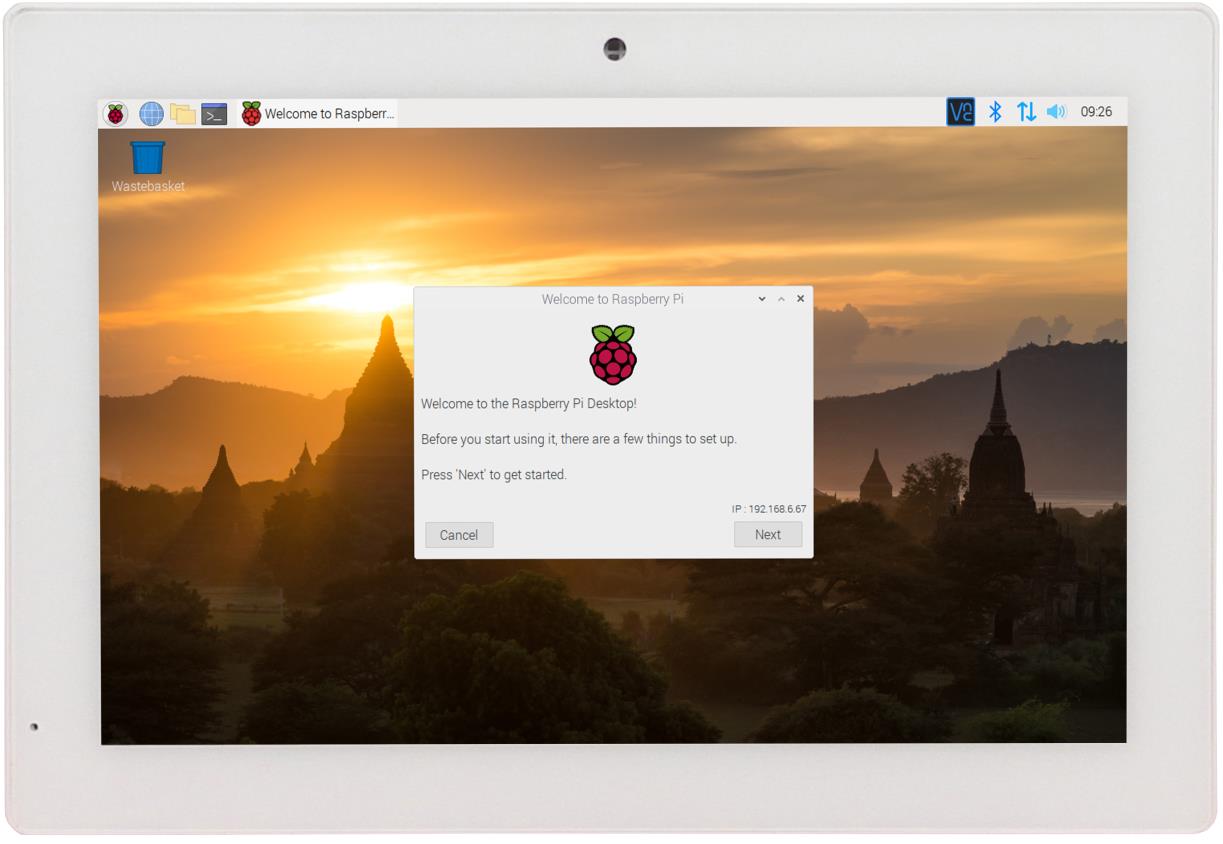 Welcome to Raspberr...
VNC
09:26
Wastebasket
Welcome to Raspberry Pi
Welcome to the Raspberry Pi Desktop!
Before you start using it, there are a few things to set up.
Press 'Next' to get started.
IP : 192.168.6.67
Cancel
Next